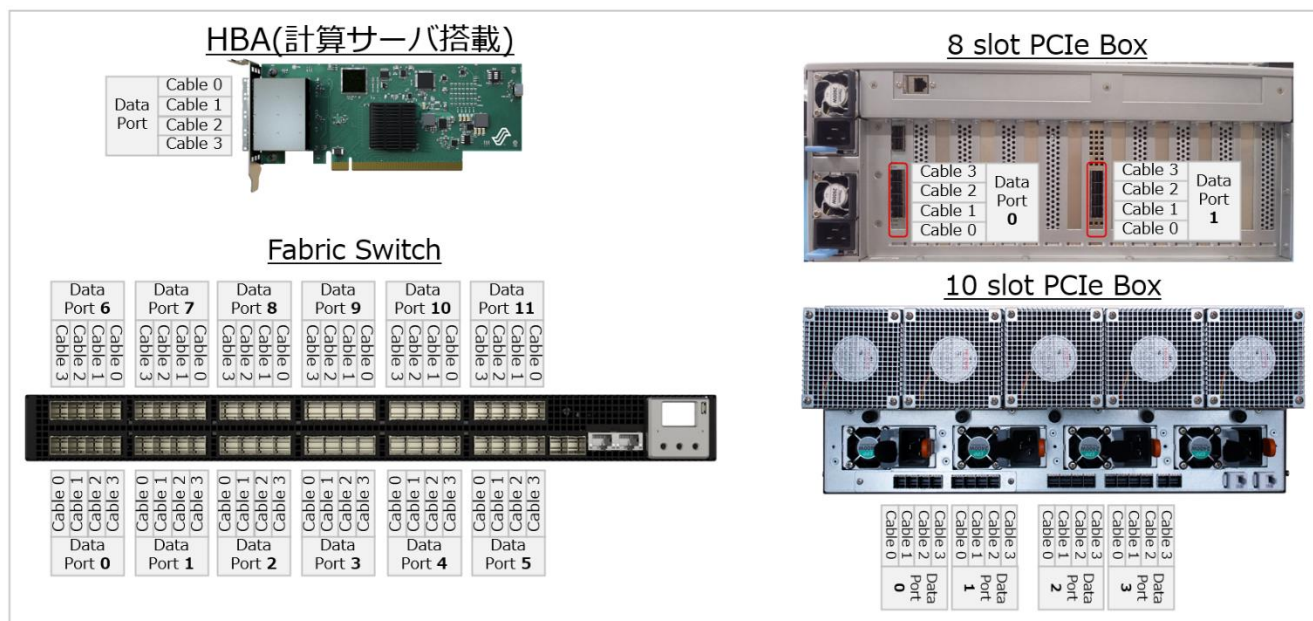 HBA(計算サーバ搭載)
Data
Port
Cable 0
Cable 1
Cable 2
Cable 3
8 slot PCIe Box
Cable 3
Cable 2
Cable 1
Cable 0
Data
Port
0
Cable 3
Cable 2
Cable 1
Cable 0
Data
Port
1
Fabric Switch
Data
Port 6
Data
Port 7
Data
Port 8
Data
Port 9
Data
Port 10
Data
Port 11
Cable 3
Cable 2
Cable 1
Cable 0
Cable 3
Cable 2
Cable 1
Cable 0
Cable 3
Cable 2
Cable 1
Cable 0
Cable 3
Cable 2
Cable 1
Cable 0
Cable 3
Cable 2
Cable 1
Cable 0
Cable 3
Cable 2
Cable 1
Cable 0
Cable 0
Cable 1
Cable 2
Cable 3
Cable 0
Cable 1
Cable 2
Cable 3
Cable 0
Cable 1
Cable 2
Cable 3
Cable 0
Cable 1
Cable 2
Cable 3
Cable 0
Cable 1
Cable 2
Cable 3
Cable 0
Cable 1
Cable 2
Cable 3
Data
Port 0
Data
Port 1
Data
Port 2
Data
Port 3
Data
Port 4
Data
Port 5
10 slot PCIe Box
Cable 0
Cable 1
Cable 2
Cable 3
Cable 0
Cable 1
Cable 2
Cable 3
Cable 0
Cable 1
Cable 2
Cable 3
Cable 0
Cable 1
Cable 2
Cable 3
Data
Port
0
Data
Port
1
Data
Port
2
Data
Port
3